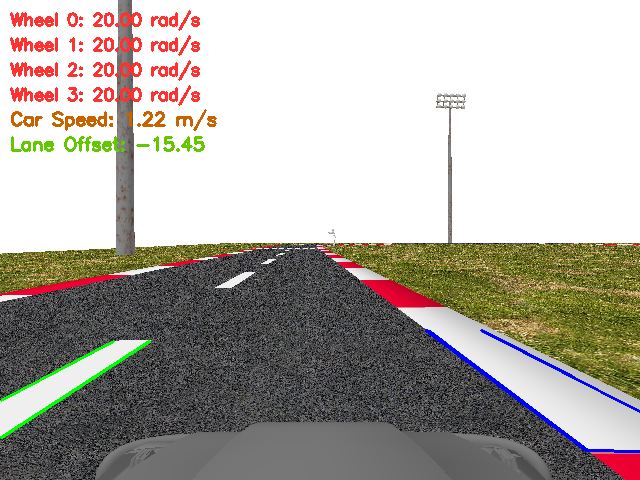 Wheel 0: 20.00 rad/s
Wheel 1: 20.00 rad/s
Wheel 2: 20.00 rad/s
Wheel 3: 20.00 rad/s
Car Speed: 1.22 m/s
Lane Offset: -15.45